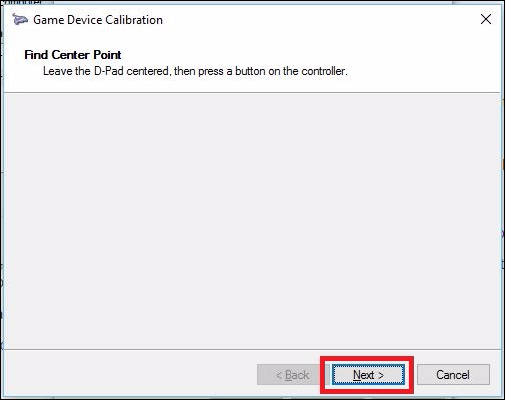 Game Device Calibration
Find Center Point
Leave the D-Pad centered, then press a button on the controller.
< Back
Next >
Cancel